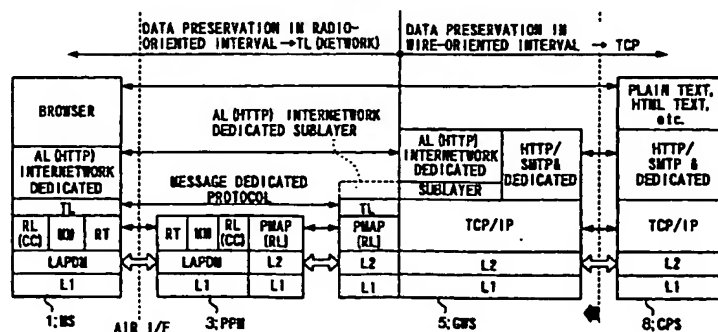 DATA PRESERVATION IN RADIO-
ORIENTED INTERVAL →TL(NETWORK)
DATA PRESERVATION IN
WIRE-ORIENTED INTERVAL → TCP
BROWSER
AL(HTTP) INTERNETWORK
DEDICATED SUBLAYER
PLAIN TEXT,
HTML TEXT,
etc.
AL(HTTP)
INTERNETWORK
DEDICATED
AL(HTTP)
INTERNETWORK
DEDICATED
SUBLAYER
HTTP/
SMTP&
DEDICATED
HTTP/
SMTP &
DEDICATED
MESSAGE DEDICATED
PROTOCOL
TL
TL
RL
(CC)
MM
RT
RT
MM
RL
(CC)
PMAP
(RL)
PMAP
(RL)
TCP/IP
TCP/IP
LAPDM
LAPDM
L2
L2
L2
L2
L1
L1
L1
L1
L1
L1
1;MS
AIR I/F
3;PPM
5;GWS
8;CPS